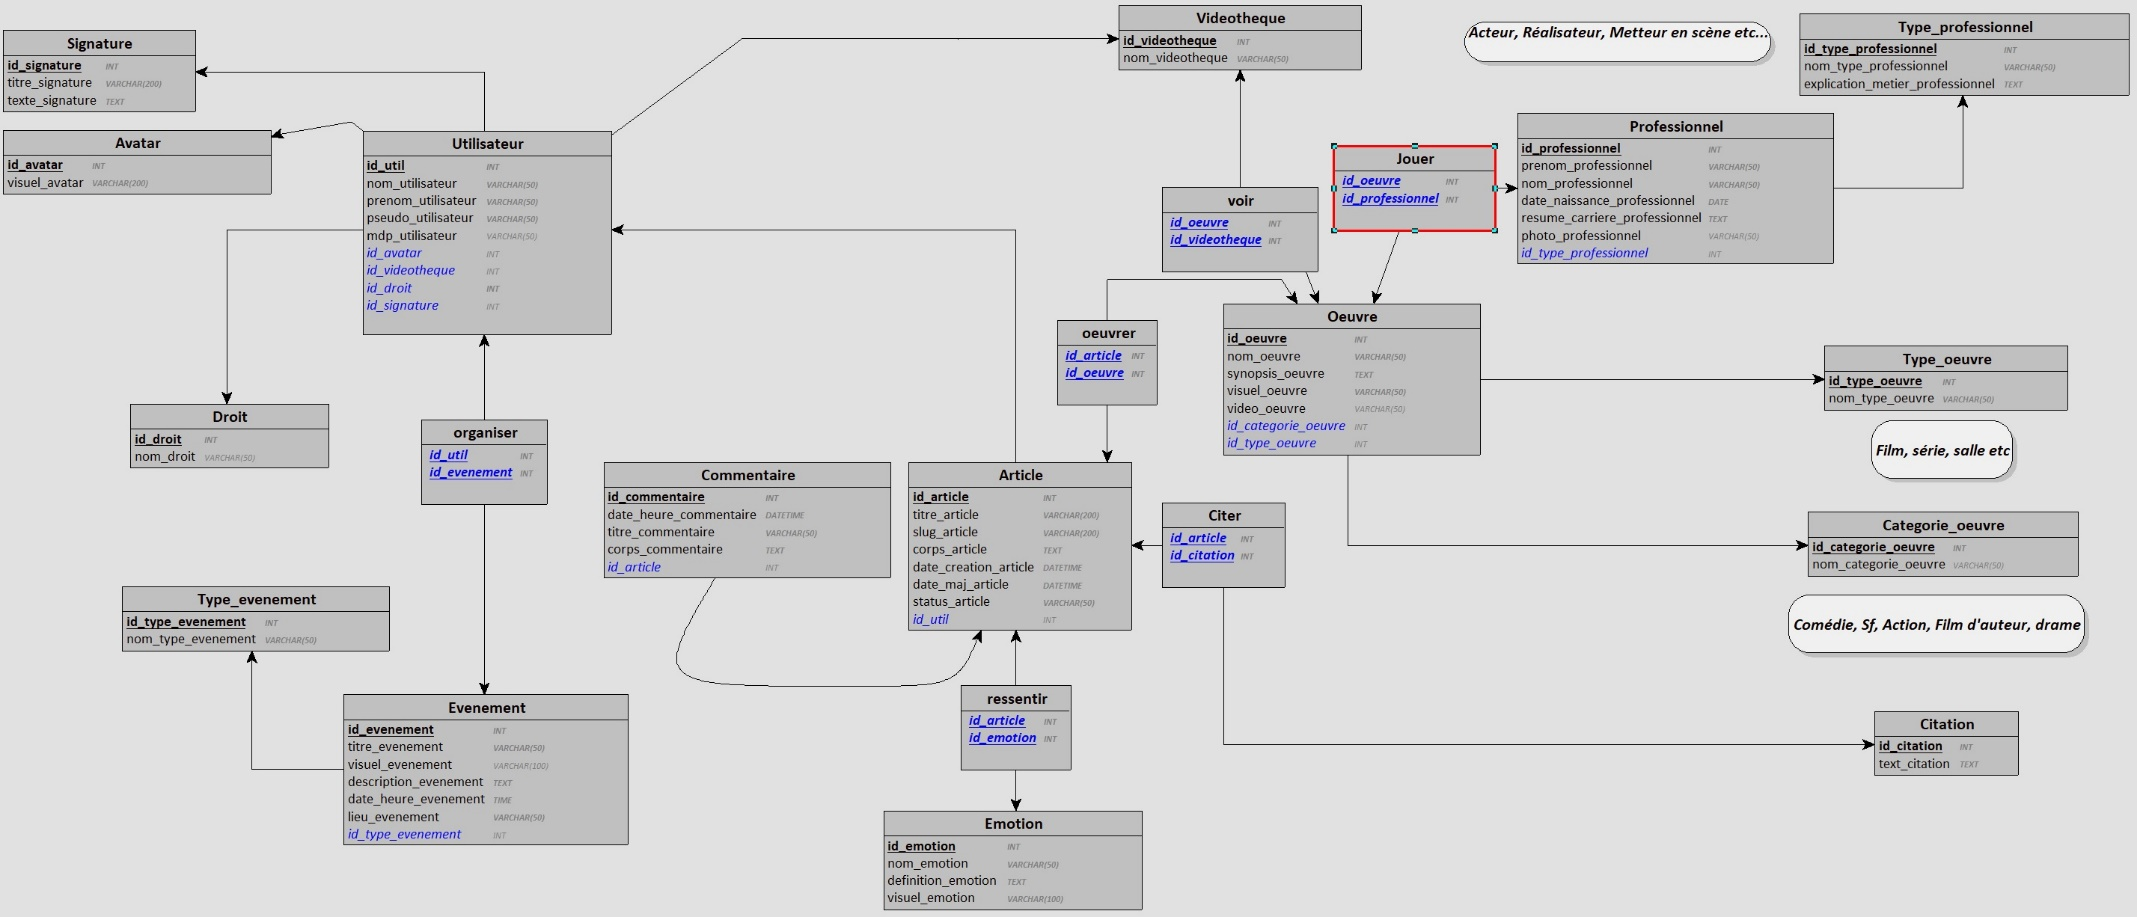 Videotheque
id_videotheque INT
nom_videotheque VARCHAR(50)
Acteur, Réalisateur, Metteur en scène etc...
Type_professionnel
id_type_professionnel INT
nom_type_professionnel VARCHAR(50)
explication_metier_professionnel TEXT
Signature
id_signature INT
titre_signature VARCHAR(200)
texte_signature TEXT
Avatar
id_avatar INT
visuel_avatar VARCHAR(200)
Utilisateur
id_util INT
nom_utilisateur VARCHAR(50)
prenom_utilisateur VARCHAR(50)
pseudo_utilisateur VARCHAR(50)
mdp_utilisateur VARCHAR(50)
id_avatar INT
id_videotheque INT
id_droit INT
id_signature INT
voir
id_oeuvre INT
id_videotheque INT
Jouer
id_oeuvre INT
id_professionnel INT
Professionnel
id_professionnel INT
prenom_professionnel VARCHAR(50)
nom_professionnel VARCHAR(50)
date_naissance_professionnel DATE
resume_carriere_professionnel TEXT
photo_professionnel VARCHAR(50)
id_type_professionnel INT
oeuvrer
id_article INT
id_oeuvre INT
Oeuvre
id_oeuvre INT
nom_oeuvre VARCHAR(50)
synopsis_oeuvre TEXT
visuel_oeuvre VARCHAR(50)
video_oeuvre VARCHAR(50)
id_categorie_oeuvre INT
id_type_oeuvre INT
Type_oeuvre
id_type_oeuvre INT
nom_type_oeuvre VARCHAR(50)
Film, série, salle etc
Droit
id_droit INT
nom_droit VARCHAR(50)
organiser
id_util INT
id_evenement INT
Commentaire
id_commentaire INT
date_heure_commentaire DATETIME
titre_commentaire VARCHAR(50)
corps_commentaire TEXT
id_article INT
Article
id_article INT
titre_article VARCHAR(200)
slug_article VARCHAR(200)
corps_article TEXT
date_creation_article DATETIME
date_maj_article DATETIME
status_article VARCHAR(50)
id_util INT
Citer
id_article INT
id_citation INT
Categorie_oeuvre
id_categorie_oeuvre INT
nom_categorie_oeuvre VARCHAR(50)
Comédie, Sf, Action, Film d'auteur, drame
Type_evenement
id_type_evenement INT
nom_type_evenement VARCHAR(50)
Evenement
id_evenement INT
titre_evenement VARCHAR(50)
visuel_evenement VARCHAR(100)
description_evenement TEXT
date_heure_evenement TIME
lieu_evenement VARCHAR(50)
id_type_evenement INT
ressentir
id_article INT
id_emotion INT
Citation
id_citation INT
text_citation TEXT
Emotion
id_emotion INT
nom_emotion VARCHAR(50)
definition_emotion TEXT
visuel_emotion VARCHAR(100)